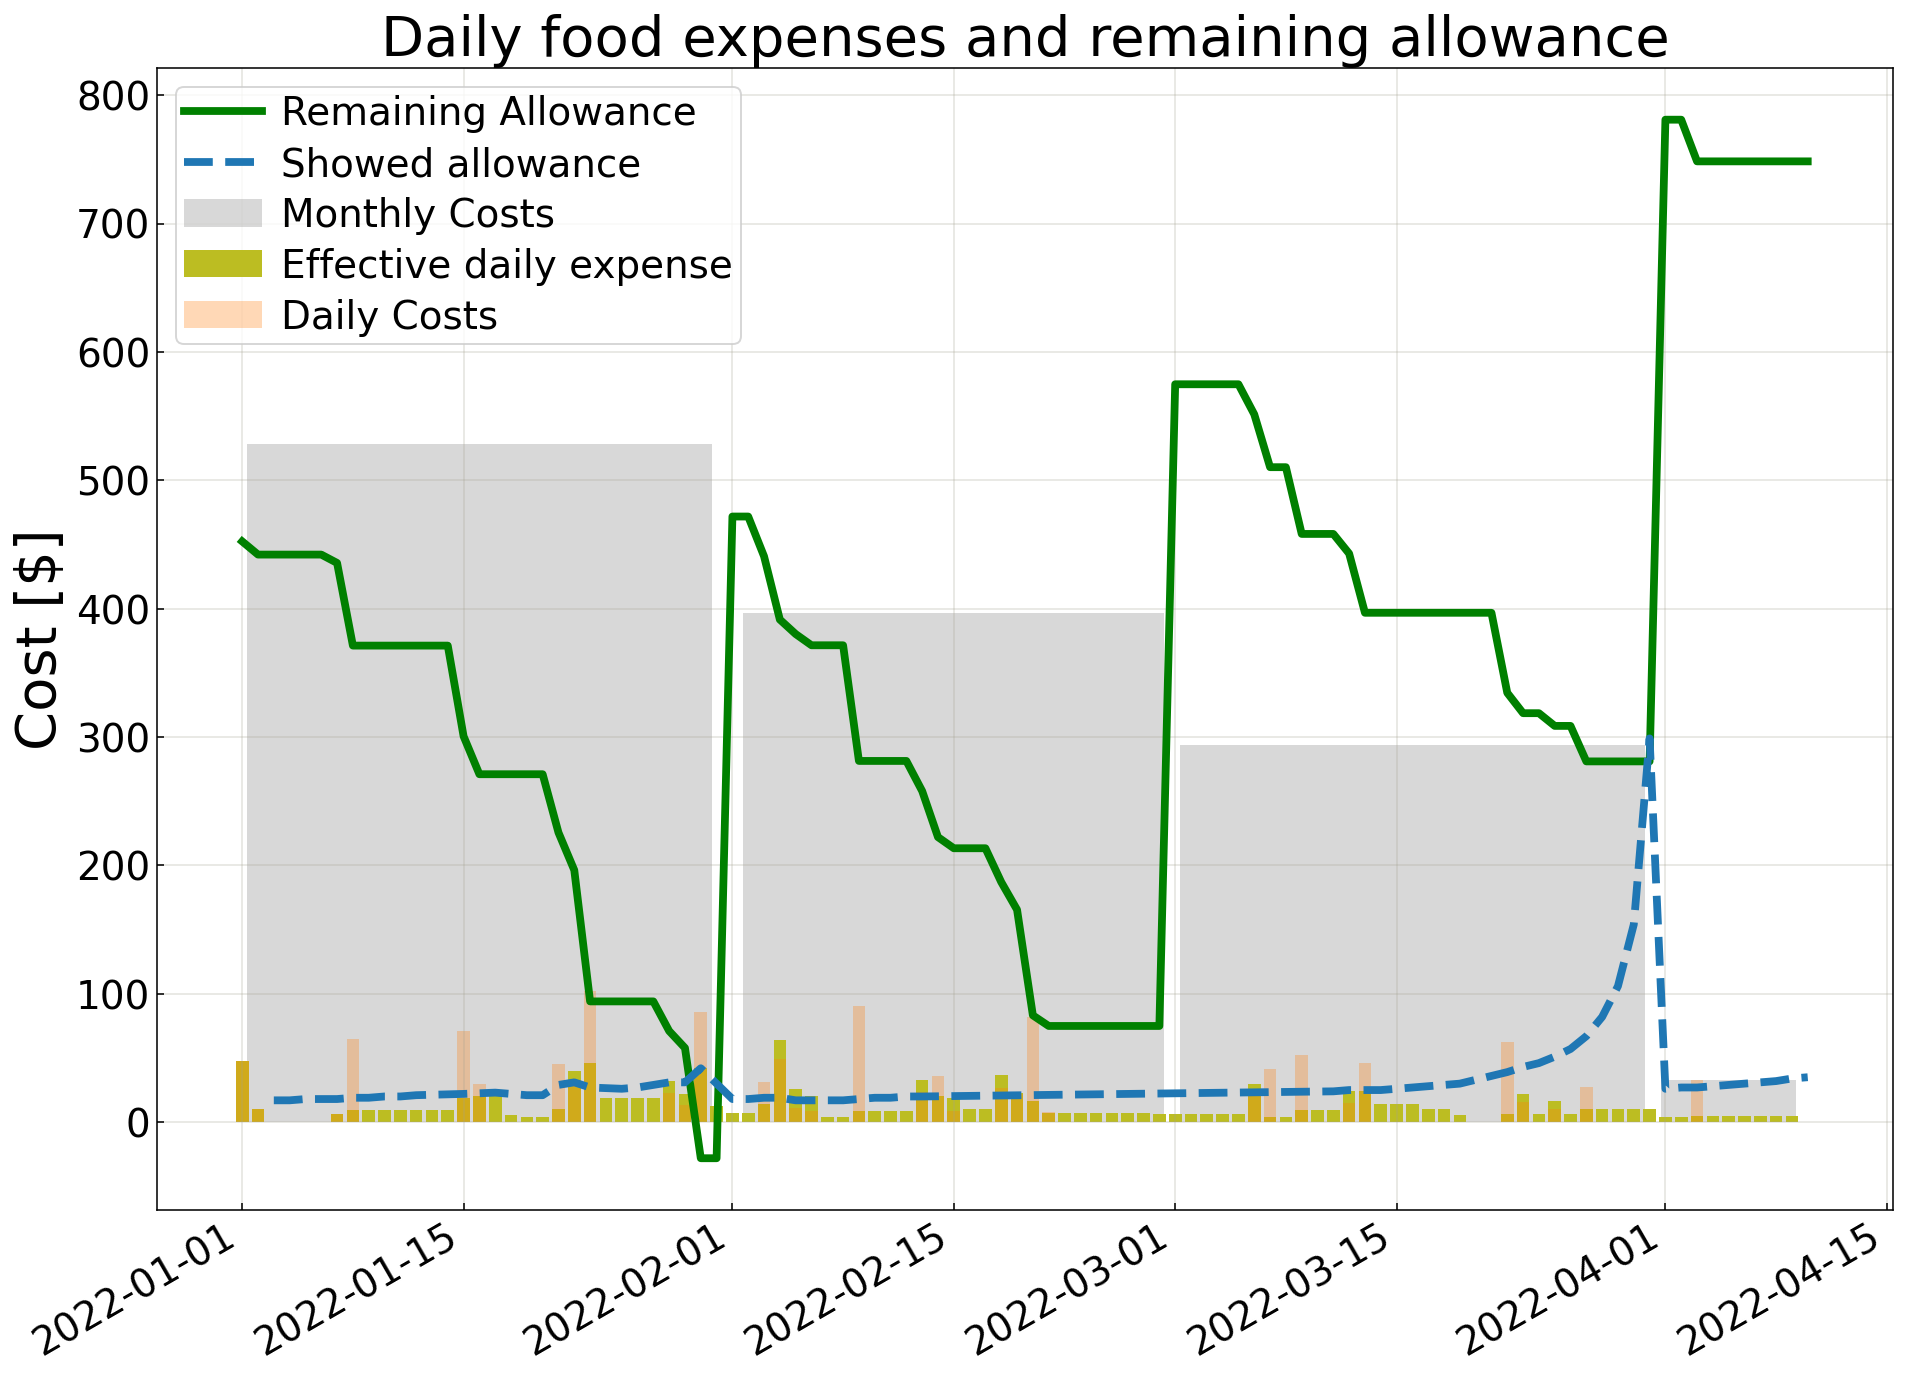 Daily food expenses and remaining allowance
Remaining Allowance
Showed allowance
Monthly Costs
Effective daily expense
Daily Costs
Cost [$]
800
700
600
500
400
300
200
100
0
2022-01-01
2022-01-15
2022-02-01
2022-02-15
2022-03-01
2022-03-15
2022-04-01
2022-04-15